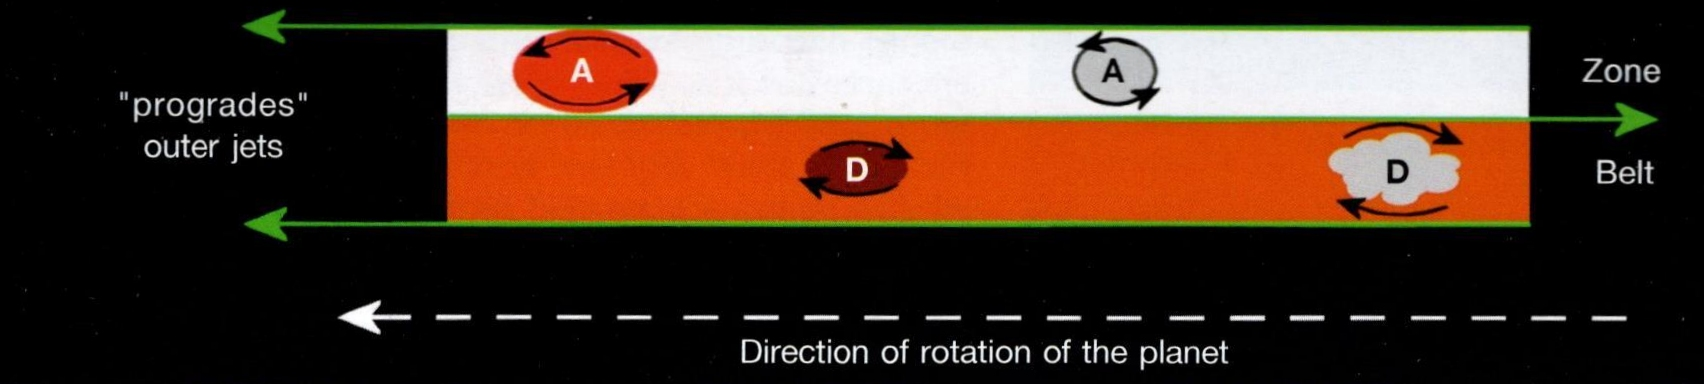 A
A
Zone
"progrades"
outer jets
D
D
Belt
Direction of rotation of the planet